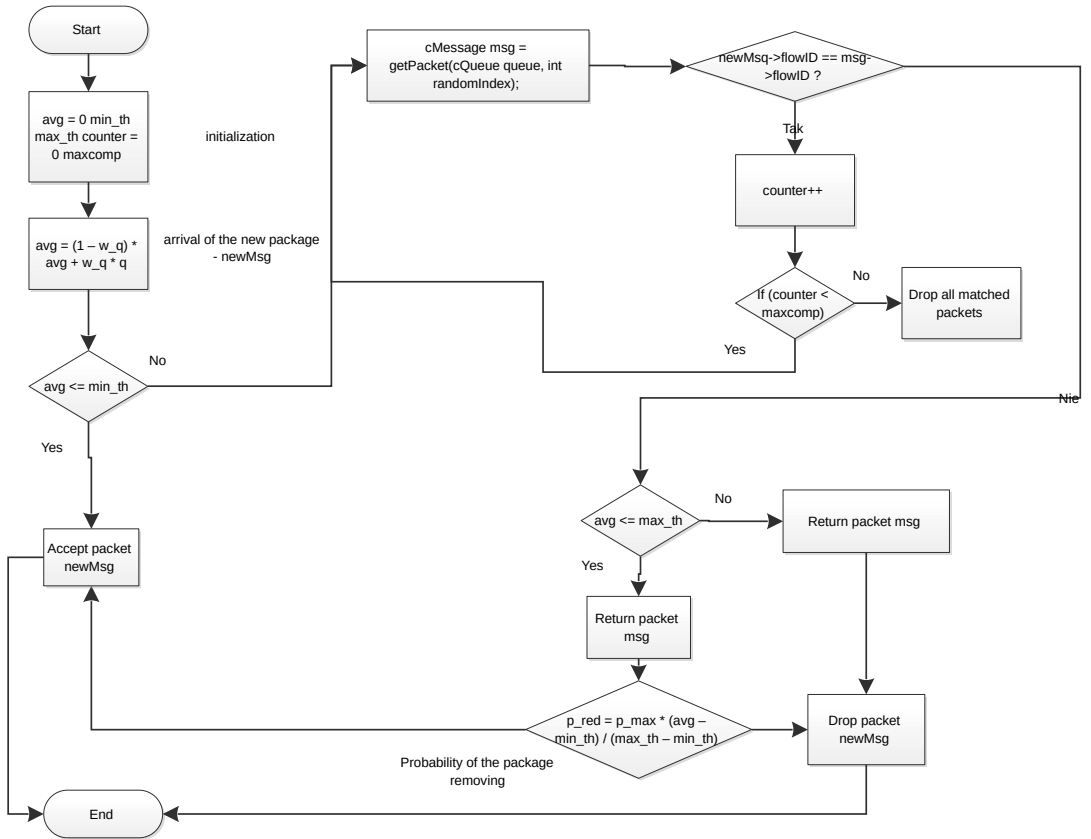 Start
cMessage msg =
getPacket(cQueue queue, int
randomIndex);
newMsq->flowID == msg-
>flowID ?
avg = 0 min_th
max_th counter =
0 maxcomp
initialization
Tak
counter++
avg = (1 – w_q) *
avg + w_q * q
arrival of the new package
- newMsg
No
If (counter <
maxcomp)
Drop all matched
packets
Yes
No
avg <= min_th
Nie
Yes
No
avg <= max_th
Return packet msg
Accept packet
newMsg
Yes
Return packet
msg
p_red = p_max * (avg –
min_th) / (max_th – min_th)
Drop packet
newMsg
Probability of the package
removing
End